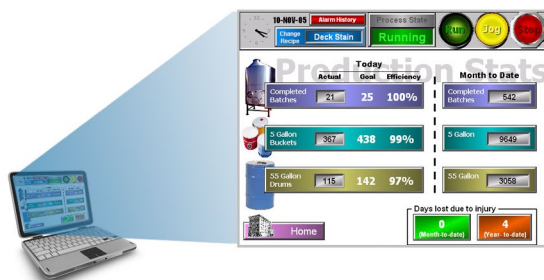 10-NOV-05 Alarm History
Change Recipe Deck Stain
Process State
Running
Run Jog Stop
Production Stats
Today
Actual Goal Efficiency
Month to Date
Completed Batches 21 25 100%
Completed Batches 542
5 Gallon Buckets 367 438 99%
5 Gallon 9649
55 Gallon Drums 115 142 97%
55 Gallon 3058
Days lost due to injury
0 (Month-to-date)
4 (Year-to-date)
Home